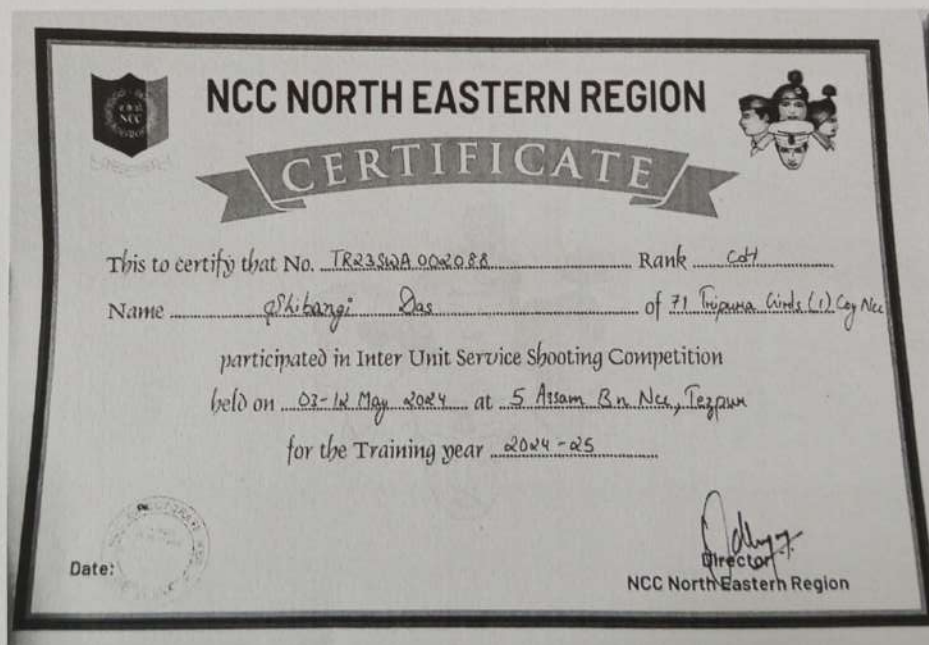 NCC NORTH EASTERN REGION
CERTIFICATE
This to certify that No. TR23SWA002088 Rank Cdt
Name Shibangi Das of 71 Tripura Girls (I) Coy Ncc
participated in Inter Unit Service Shooting Competition
held on 03-12 May 2024 at 5 Assam Bn Ncc, Tezpur
for the Training year 2024-25
Date:
Director
NCC North Eastern Region